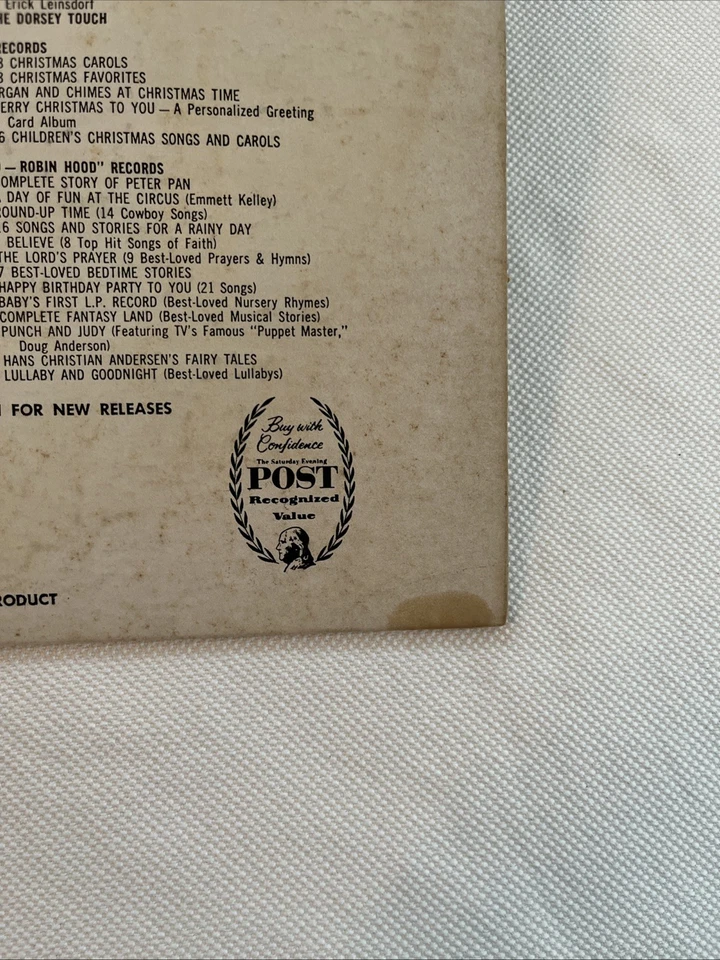 Erick Leinsdorf
HE DORSEY TOUCH
RECORDS
8 CHRISTMAS CAROLS
8 CHRISTMAS FAVORITES
RGAN AND CHIMES AT CHRISTMAS TIME
ERRY CHRISTMAS TO YOU — A Personalized Greeting
Card Album
6 CHILDREN'S CHRISTMAS SONGS AND CAROLS
— ROBIN HOOD" RECORDS
OMPLETE STORY OF PETER PAN
A DAY OF FUN AT THE CIRCUS (Emmett Kelley)
ROUND-UP TIME (14 Cowboy Songs)
16 SONGS AND STORIES FOR A RAINY DAY
BELIEVE (8 Top Hit Songs of Faith)
THE LORD'S PRAYER (9 Best-Loved Prayers & Hymns)
7 BEST-LOVED BEDTIME STORIES
HAPPY BIRTHDAY PARTY TO YOU (21 Songs)
BABY'S FIRST L.P. RECORD (Best-Loved Nursery Rhymes)
COMPLETE FANTASY LAND (Best-Loved Musical Stories)
PUNCH AND JUDY (Featuring TV's Famous "Puppet Master,"
Doug Anderson)
HANS CHRISTIAN ANDERSEN'S FAIRY TALES
LULLABY AND GOODNIGHT (Best-Loved Lullabys)
FOR NEW RELEASES
Buy with
Confidence
The Saturday Evening
POST
Recognized
Value
RODUCT